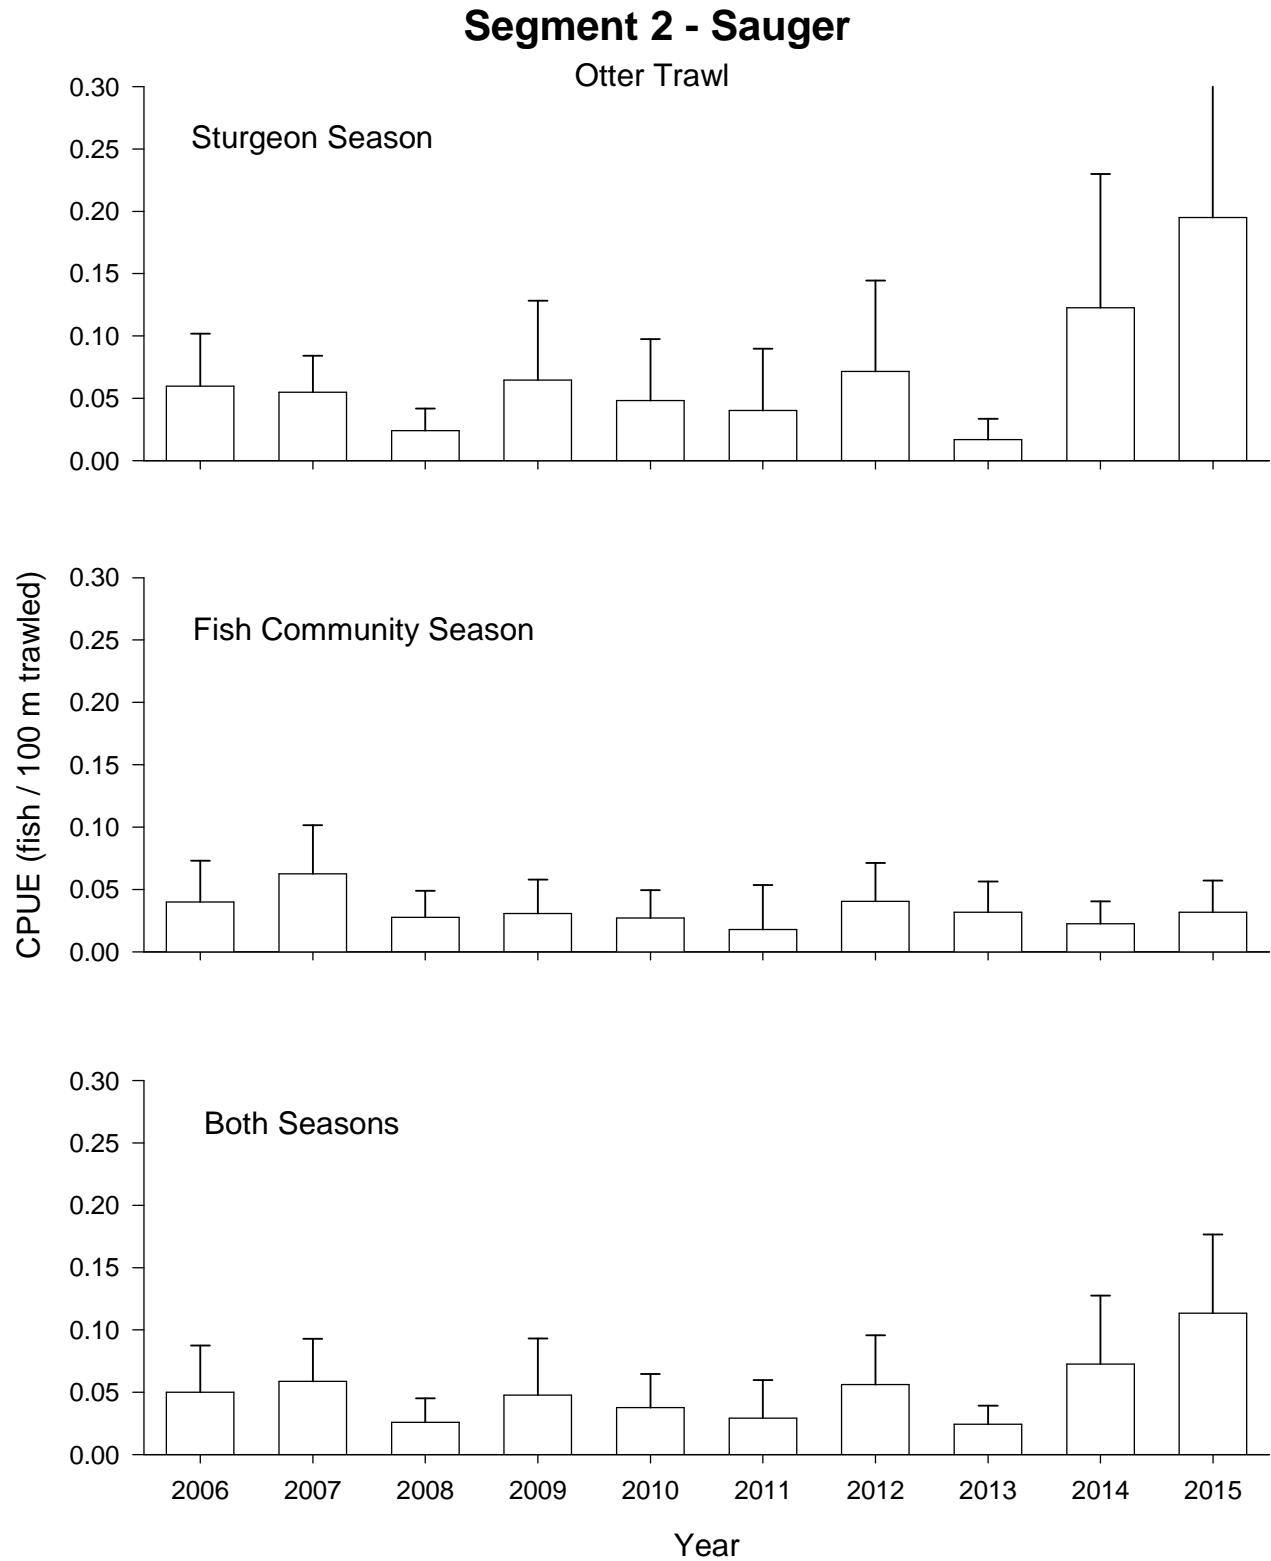 Segment 2 - Sauger
Otter Trawl
0.30
Sturgeon Season
0.25
0.20
0.15
0.10
0.05
0.00
CPUE (fish / 100 m trawled)
0.30
Fish Community Season
0.25
0.20
0.15
0.10
0.05
0.00
0.30
Both Seasons
0.25
0.20
0.15
0.10
0.05
0.00
2006 2007 2008 2009 2010 2011 2012 2013 2014 2015
Year